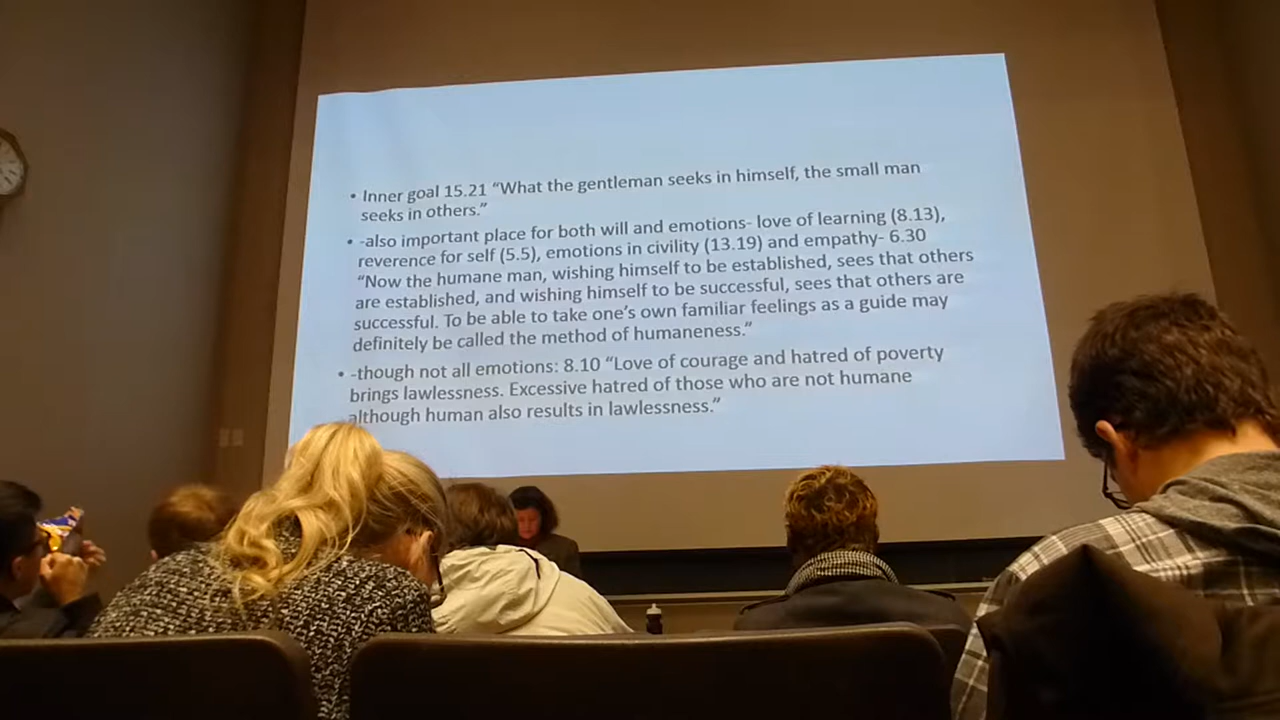 • Inner goal 15.21 “What the gentleman seeks in himself, the small man
seeks in others.”
• -also important place for both will and emotions- love of learning (8.13),
reverence for self (5.5), emotions in civility (13.19) and empathy- 6.30
“Now the humane man, wishing himself to be established, sees that others
are established, and wishing himself to be successful, sees that others are
successful. To be able to take one’s own familiar feelings as a guide may
definitely be called the method of humaneness.”
• -though not all emotions: 8.10 “Love of courage and hatred of poverty
brings lawlessness. Excessive hatred of those who are not humane
although human also results in lawlessness.”